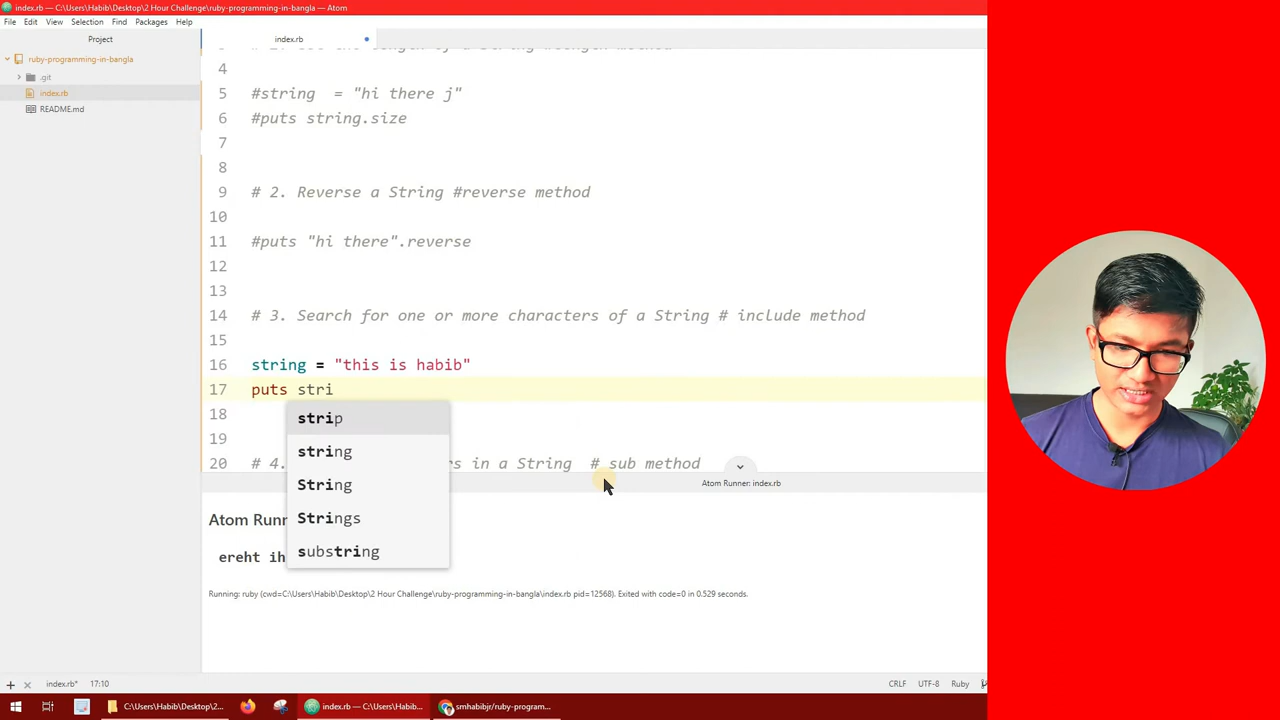 index.rb — C:\Users\Habib\Desktop\2 Hour Challenge\ruby-programming-in-bangla — Atom
File Edit View Selection Find Packages Help
Project
index.rb
ruby-programming-in-bangla
.git
index.rb
README.md
4
5 #string  = "hi there j"
6 #puts string.size
7
8
9 # 2. Reverse a String #reverse method
10
11 #puts "hi there".reverse
12
13
14 # 3. Search for one or more characters of a String # include method
15
16 string = "this is habib"
17 puts stri
18
19
20 # 4. in a String  # sub method
strip
string
String
Strings
substring
Atom Runner: index.rb
Atom Run
ereht ih
Running: ruby (cwd=C:\Users\Habib\Desktop\2 Hour Challenge\ruby-programming-in-bangla\index.rb pid=12568). Exited with code=0 in 0.529 seconds.
index.rb* 17:10
CRLF UTF-8 Ruby
C:\Users\Habib\Desktop\2...
index.rb — C:\Users\Habib...
smhabibjr/ruby-program...